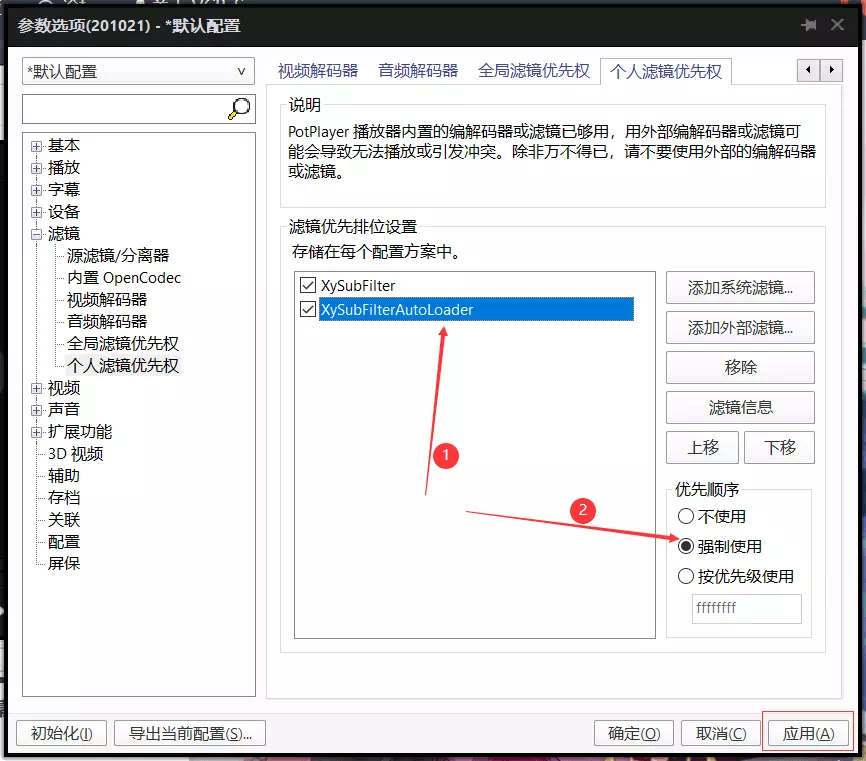 参数选项(201021) - *默认配置
*默认配置
视频解码器
音频解码器
全局滤镜优先权
个人滤镜优先权
基本
播放
字幕
设备
滤镜
源滤镜/分离器
内置 OpenCodec
视频解码器
音频解码器
全局滤镜优先权
个人滤镜优先权
视频
声音
扩展功能
3D 视频
辅助
存档
关联
配置
屏保
说明
PotPlayer 播放器内置的编解码器或滤镜已够用，用外部编解码器或滤镜可
能会导致无法播放或引发冲突。除非万不得已，请不要使用外部的编解码器
或滤镜。
滤镜优先排位设置
存储在每个配置方案中。
XySubFilter
XySubFilterAutoLoader
添加系统滤镜...
添加外部滤镜...
移除
滤镜信息
上移
下移
1
2
优先顺序
不使用
强制使用
按优先级使用
ffffffff
初始化(I)
导出当前配置(S)...
确定(O)
取消(C)
应用(A)